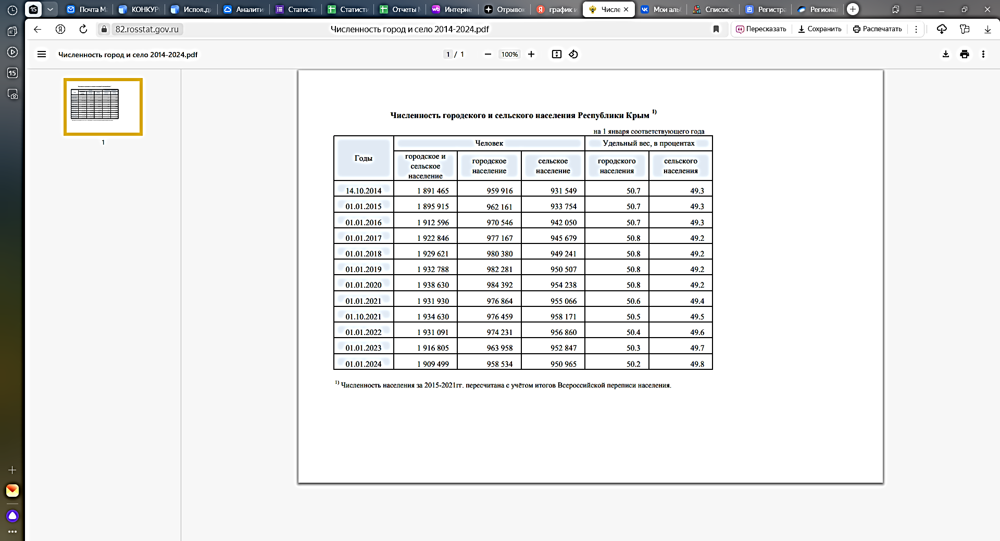 15 Почта Ма КОНКУР Испол.ди Аналити Статисти Статисти Отчеты М Интерне Отрывок график и Числе Мои альб Список о Регистра Региона
82.rosstat.gov.ru Численность город и село 2014-2024.pdf Пересказать Сохранить Распечатать
15
Численность город и село 2014-2024.pdf 1 / 1 100%
1
Численность городского и сельского населения Республики Крым 1)
на 1 января соответствующего года
Годы Человек Удельный вес, в процентах
городское и сельское население городское население сельское население городского населения сельского населения
14.10.2014 1 891 465 959 916 931 549 50.7 49.3
01.01.2015 1 895 915 962 161 933 754 50.7 49.3
01.01.2016 1 912 596 970 546 942 050 50.7 49.3
01.01.2017 1 922 846 977 167 945 679 50.8 49.2
01.01.2018 1 929 621 980 380 949 241 50.8 49.2
01.01.2019 1 932 788 982 281 950 507 50.8 49.2
01.01.2020 1 938 630 984 392 954 238 50.8 49.2
01.01.2021 1 931 930 976 864 955 066 50.6 49.4
01.10.2021 1 934 630 976 459 958 171 50.5 49.5
01.01.2022 1 931 091 974 231 956 860 50.4 49.6
01.01.2023 1 916 805 963 958 952 847 50.3 49.7
01.01.2024 1 909 499 958 534 950 965 50.2 49.8
1) Численность населения за 2015-2021гг. пересчитана с учётом итогов Всероссийской переписи населения.